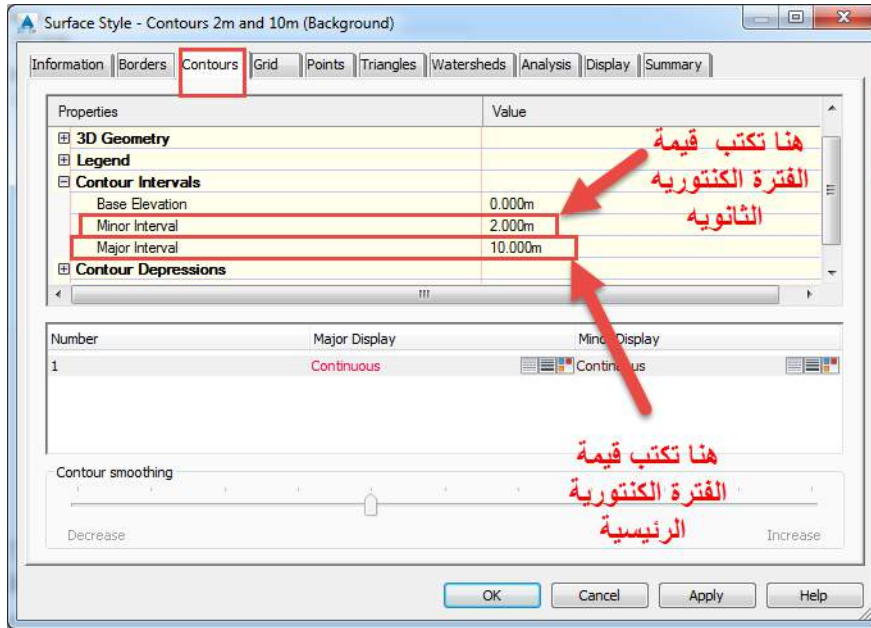 Surface Style - Contours 2m and 10m (Background)
Information Borders Contours Grid Points Triangles Watersheds Analysis Display Summary
Properties Value
3D Geometry
Legend
Contour Intervals
Base Elevation 0.000m
Minor Interval 2.000m
Major Interval 10.000m
Contour Depressions
هنا تكتب قيمة
الفترة الكنتوريه
الثانويه
Number Major Display Minor Display
1 Continuous Continuous
هنا تكتب قيمة
الفترة الكنتورية
الرئيسية
Contour smoothing
Decrease Increase
OK Cancel Apply Help